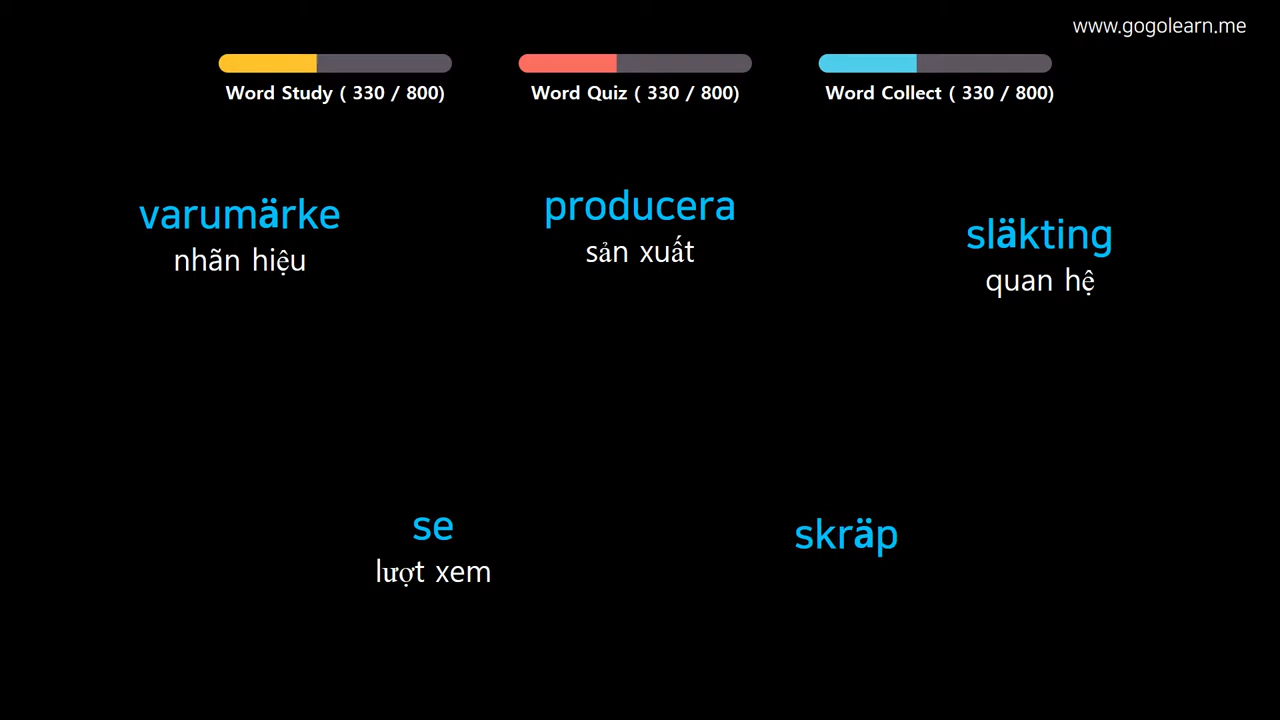 www.gogolearn.me
Word Study ( 330 / 800)
Word Quiz ( 330 / 800)
Word Collect ( 330 / 800)
varumärke
nhãn hiệu
producera
sản xuất
släkting
quan hệ
se
lượt xem
skräp